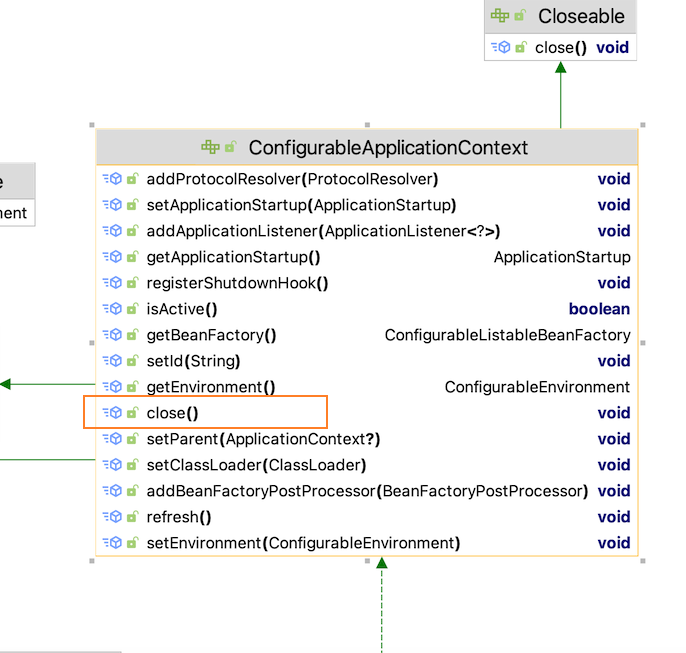 Closeable
close() void
ConfigurableApplicationContext
e
ment
addProtocolResolver(ProtocolResolver) void
setApplicationStartup(ApplicationStartup) void
addApplicationListener(ApplicationListener<?>) void
getApplicationStartup() ApplicationStartup
registerShutdownHook() void
isActive() boolean
getBeanFactory() ConfigurableListableBeanFactory
setId(String) void
getEnvironment() ConfigurableEnvironment
close() void
setParent(ApplicationContext?) void
setClassLoader(ClassLoader) void
addBeanFactoryPostProcessor(BeanFactoryPostProcessor) void
refresh() void
setEnvironment(ConfigurableEnvironment) void